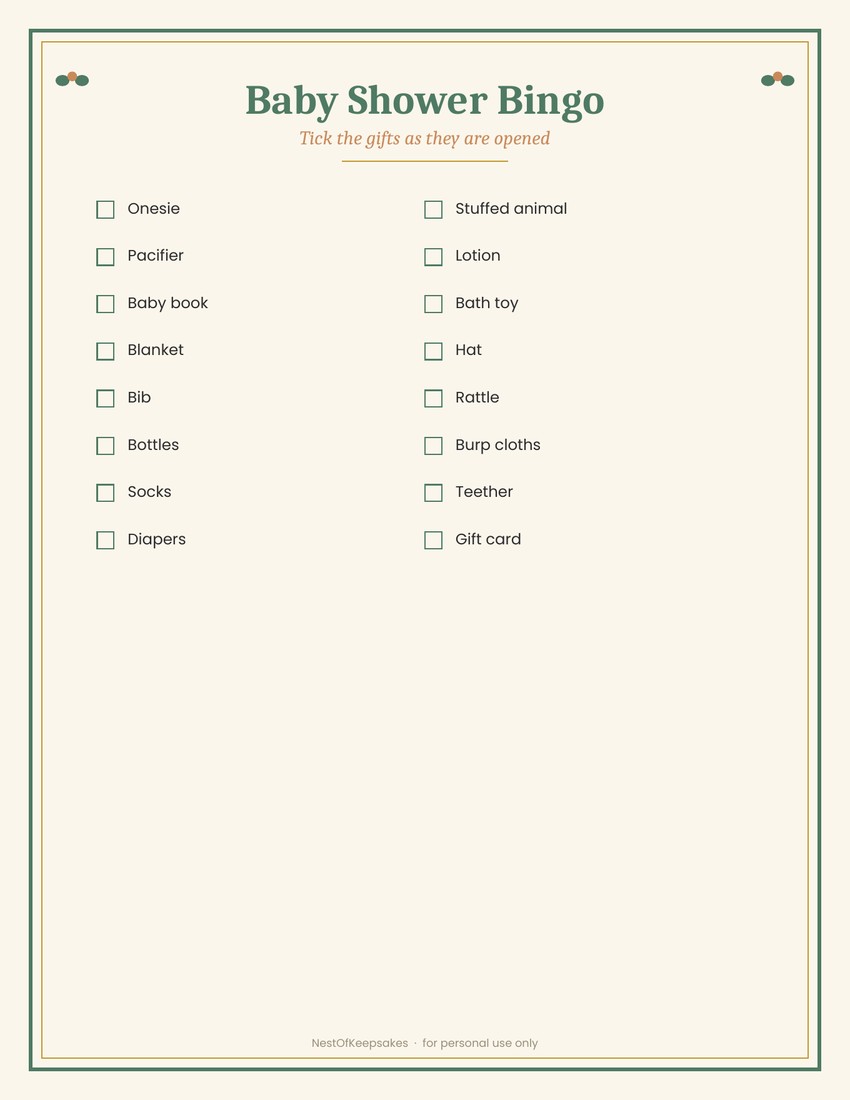 Baby Shower Bingo
Tick the gifts as they are opened
Onesie
Pacifier
Baby book
Blanket
Bib
Bottles
Socks
Diapers
Stuffed animal
Lotion
Bath toy
Hat
Rattle
Burp cloths
Teether
Gift card
NestOfKeepsakes · for personal use only